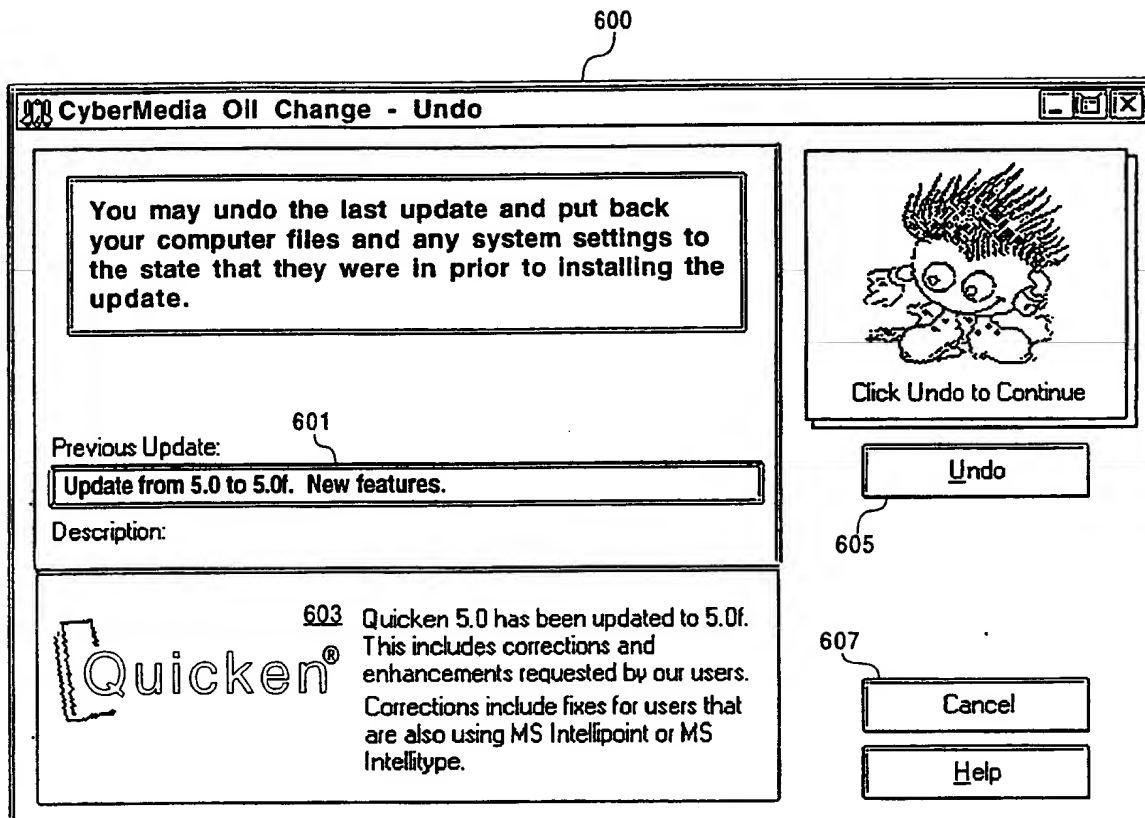 600
CyberMedia Oil Change - Undo
You may undo the last update and put back
your computer files and any system settings to
the state that they were in prior to installing the
update.
Click Undo to Continue
601
Previous Update:
Update from 5.0 to 5.0f. New features.
Description:
Undo
605
Quicken®
603
Quicken 5.0 has been updated to 5.0f.
This includes corrections and
enhancements requested by our users.
Corrections include fixes for users that
are also using MS Intellipoint or MS
Intellitype.
607
Cancel
Help